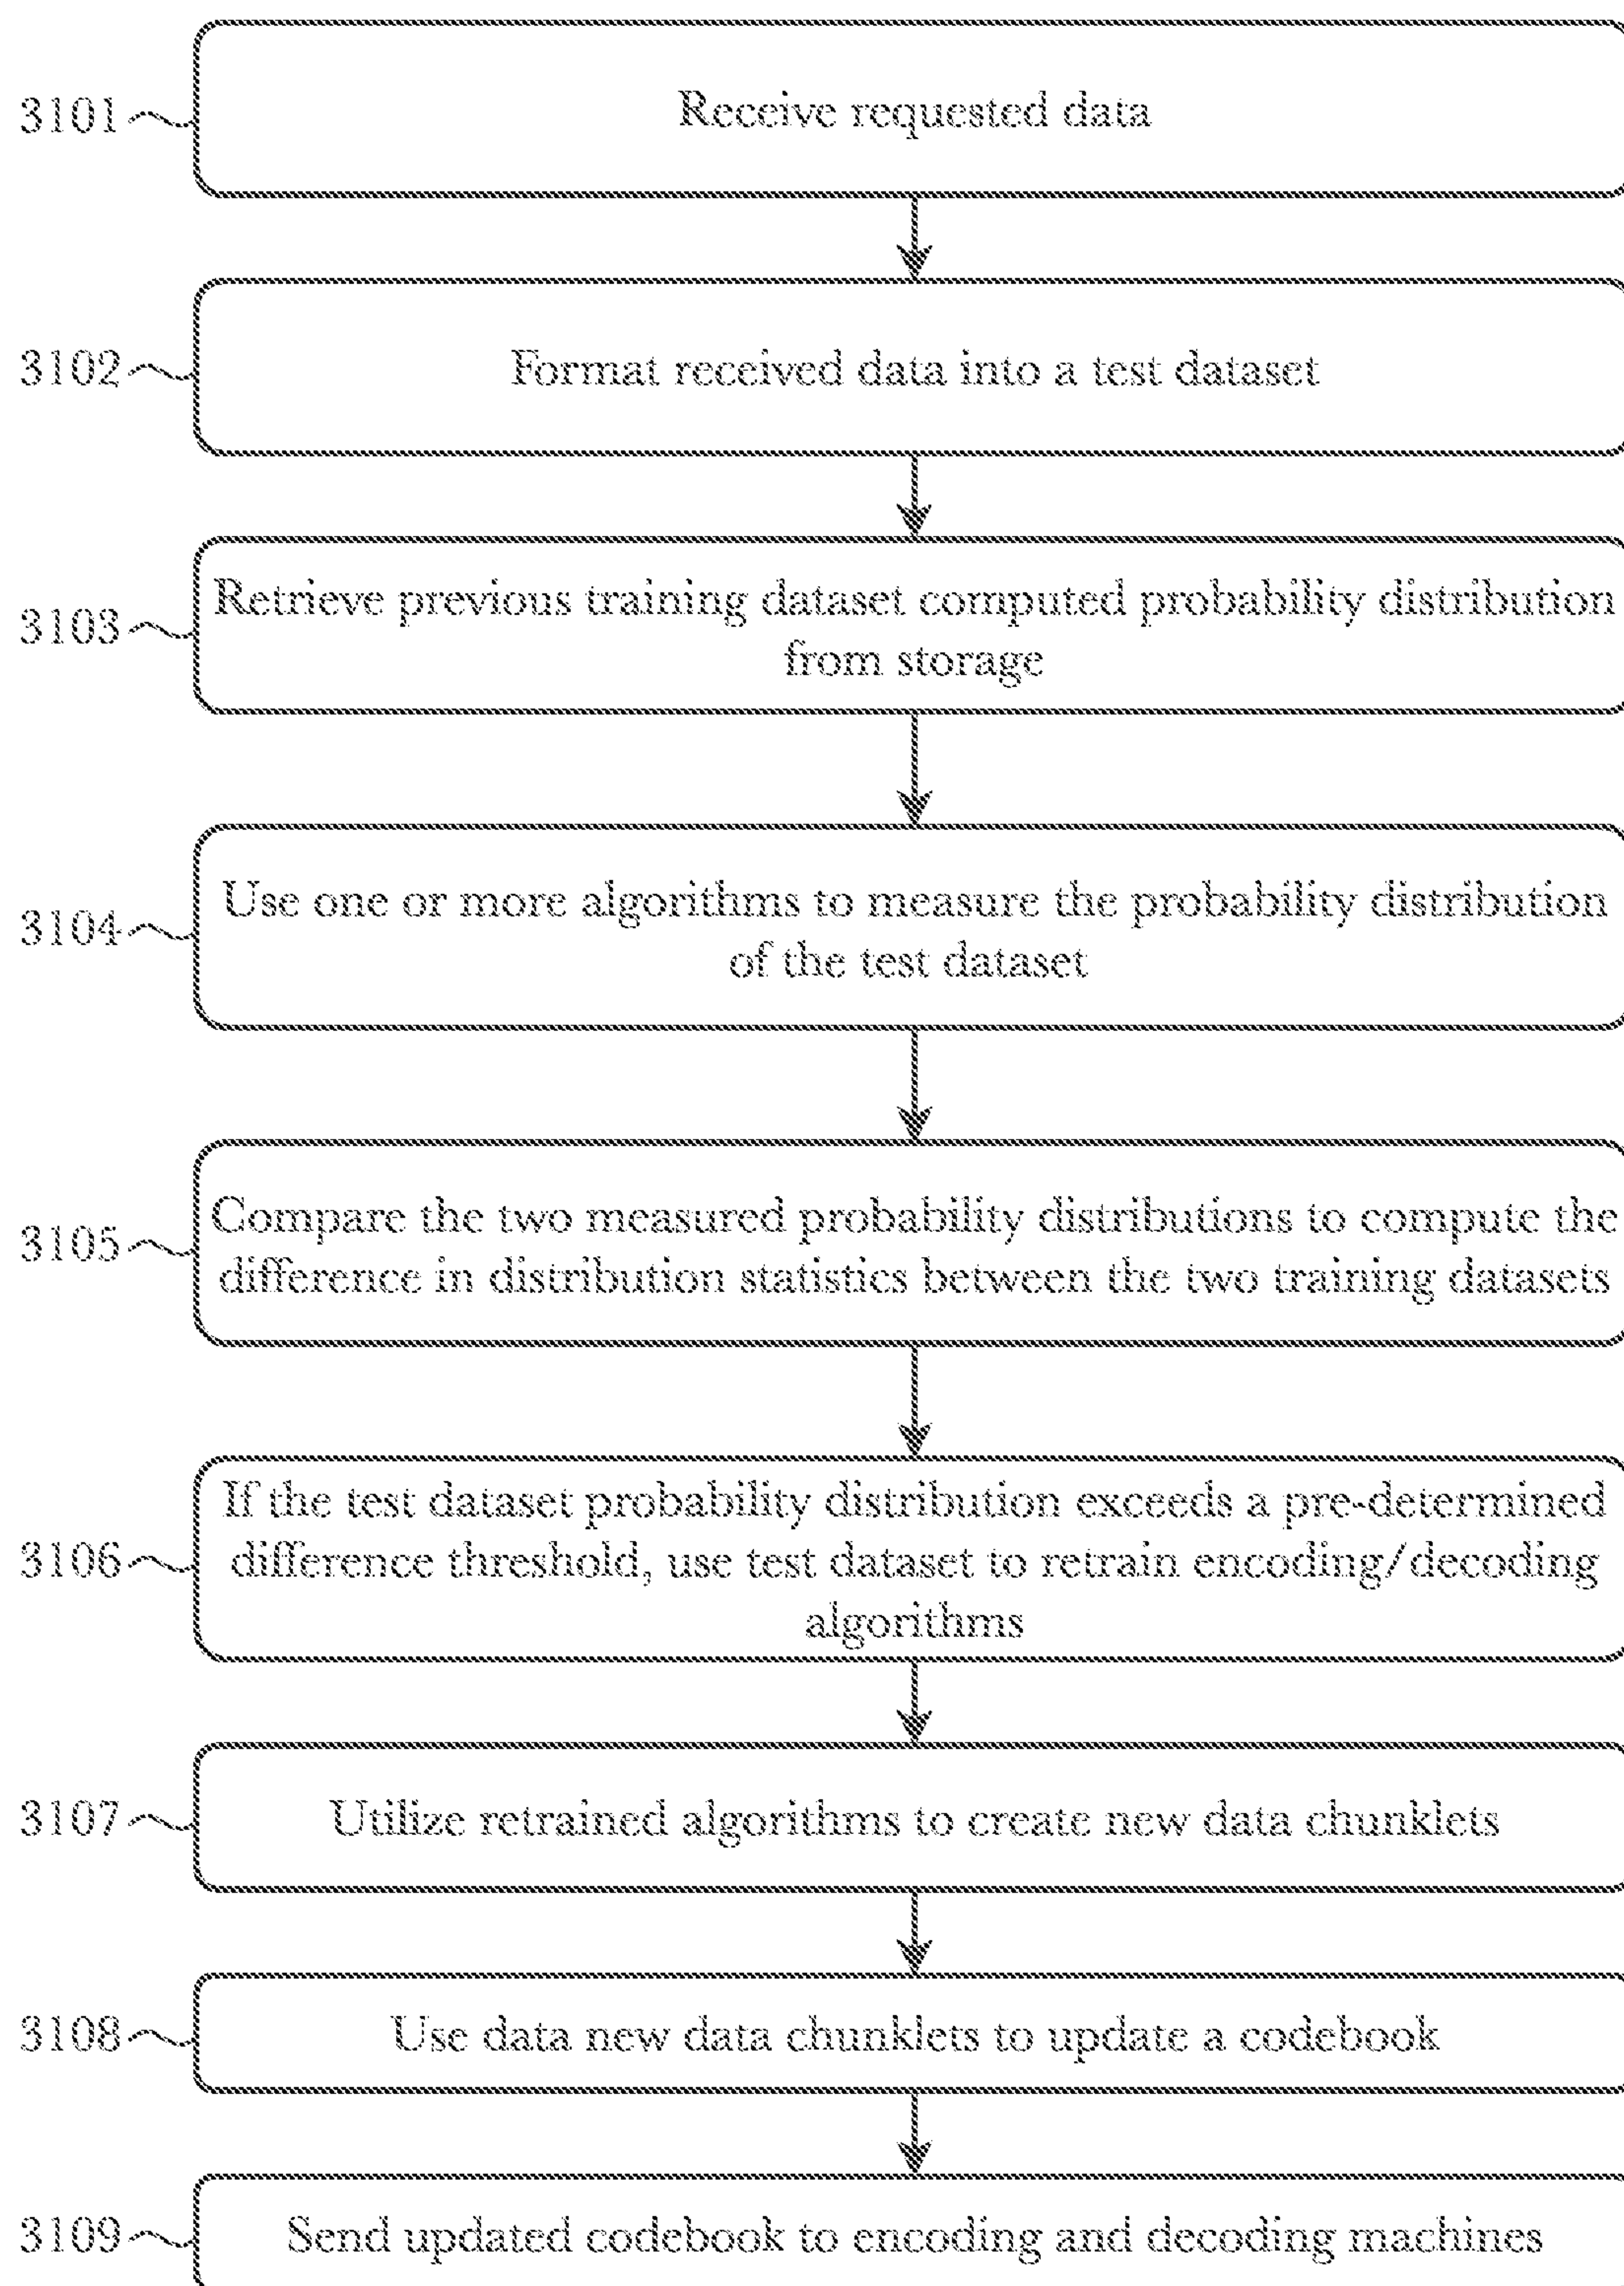 3101
Receive requested data
3102
Format received data into a test dataset
3103
Retrieve previous training dataset computed probability distribution
from storage
3104
Use one or more algorithms to measure the probability distribution
of the test dataset
3105
Compare the two measured probability distributions to compute the
difference in distribution statistics between the two training datasets
3106
If the test dataset probability distribution exceeds a pre-determined
difference threshold, use test dataset to retrain encoding/decoding
algorithms
3107
Utilize retrained algorithms to create new data chunklets
3108
Use data new data chunklets to update a codebook
3109
Send updated codebook to encoding and decoding machines